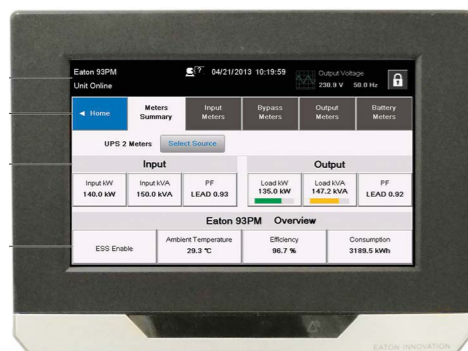 Eaton 93PM
04/21/2013 10:19:59
Output Voltage
Unit Online
230.9 V 50.0 Hz
◄ Home
Meters Summary
Input Meters
Bypass Meters
Output Meters
Battery Meters
UPS 2 Meters
Select Source
Input
Output
Input kW
140.0 kW
Input kVA
150.0 kVA
PF
LEAD 0.93
Load kW
135.0 kW
Load kVA
147.2 kVA
PF
LEAD 0.92
Eaton 93PM Overview
ESS Enable
Ambient Temperature
29.3 °C
Efficiency
96.7 %
Consumption
3189.5 kWh
EATON INNOVATION